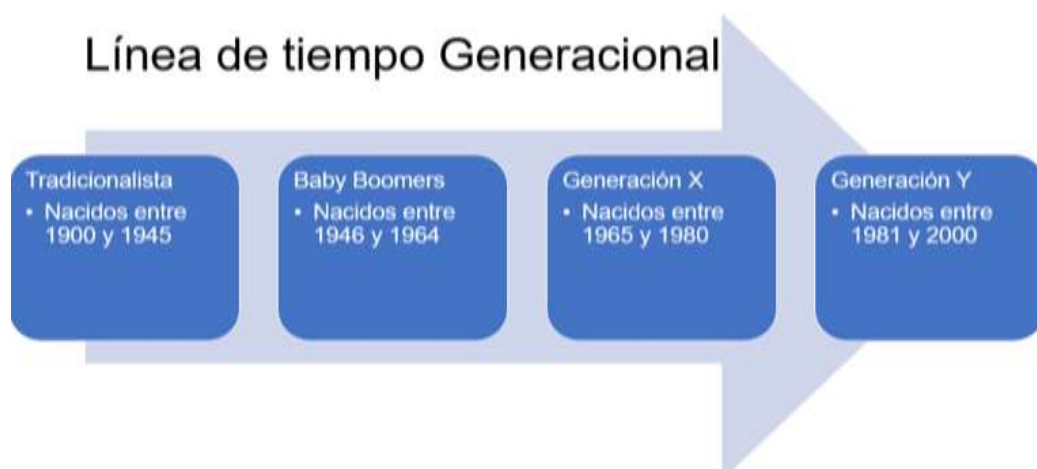 Línea de tiempo Generacional
Tradicionalista
• Nacidos entre
1900 y 1945
Baby Boomers
• Nacidos entre
1946 y 1964
Generación X
• Nacidos entre
1965 y 1980
Generación Y
• Nacidos entre
1981 y 2000